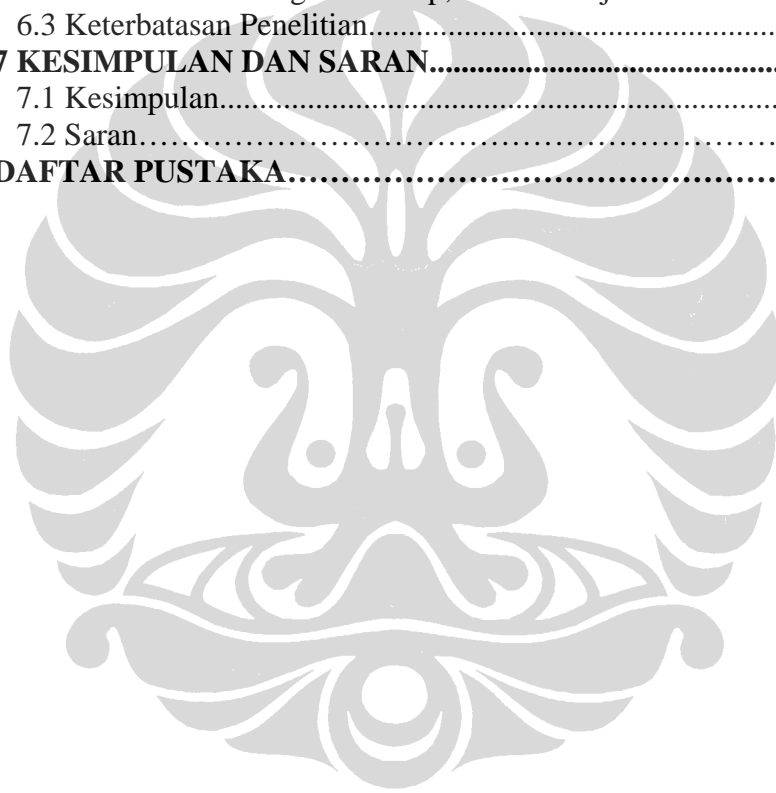 6.3 Keterbatasan Penelitian..................................................
7 KESIMPULAN DAN SARAN.............................................
7.1 Kesimpulan....................................................................
7.2 Saran……………………………………………………
DAFTAR PUSTAKA………………………………………